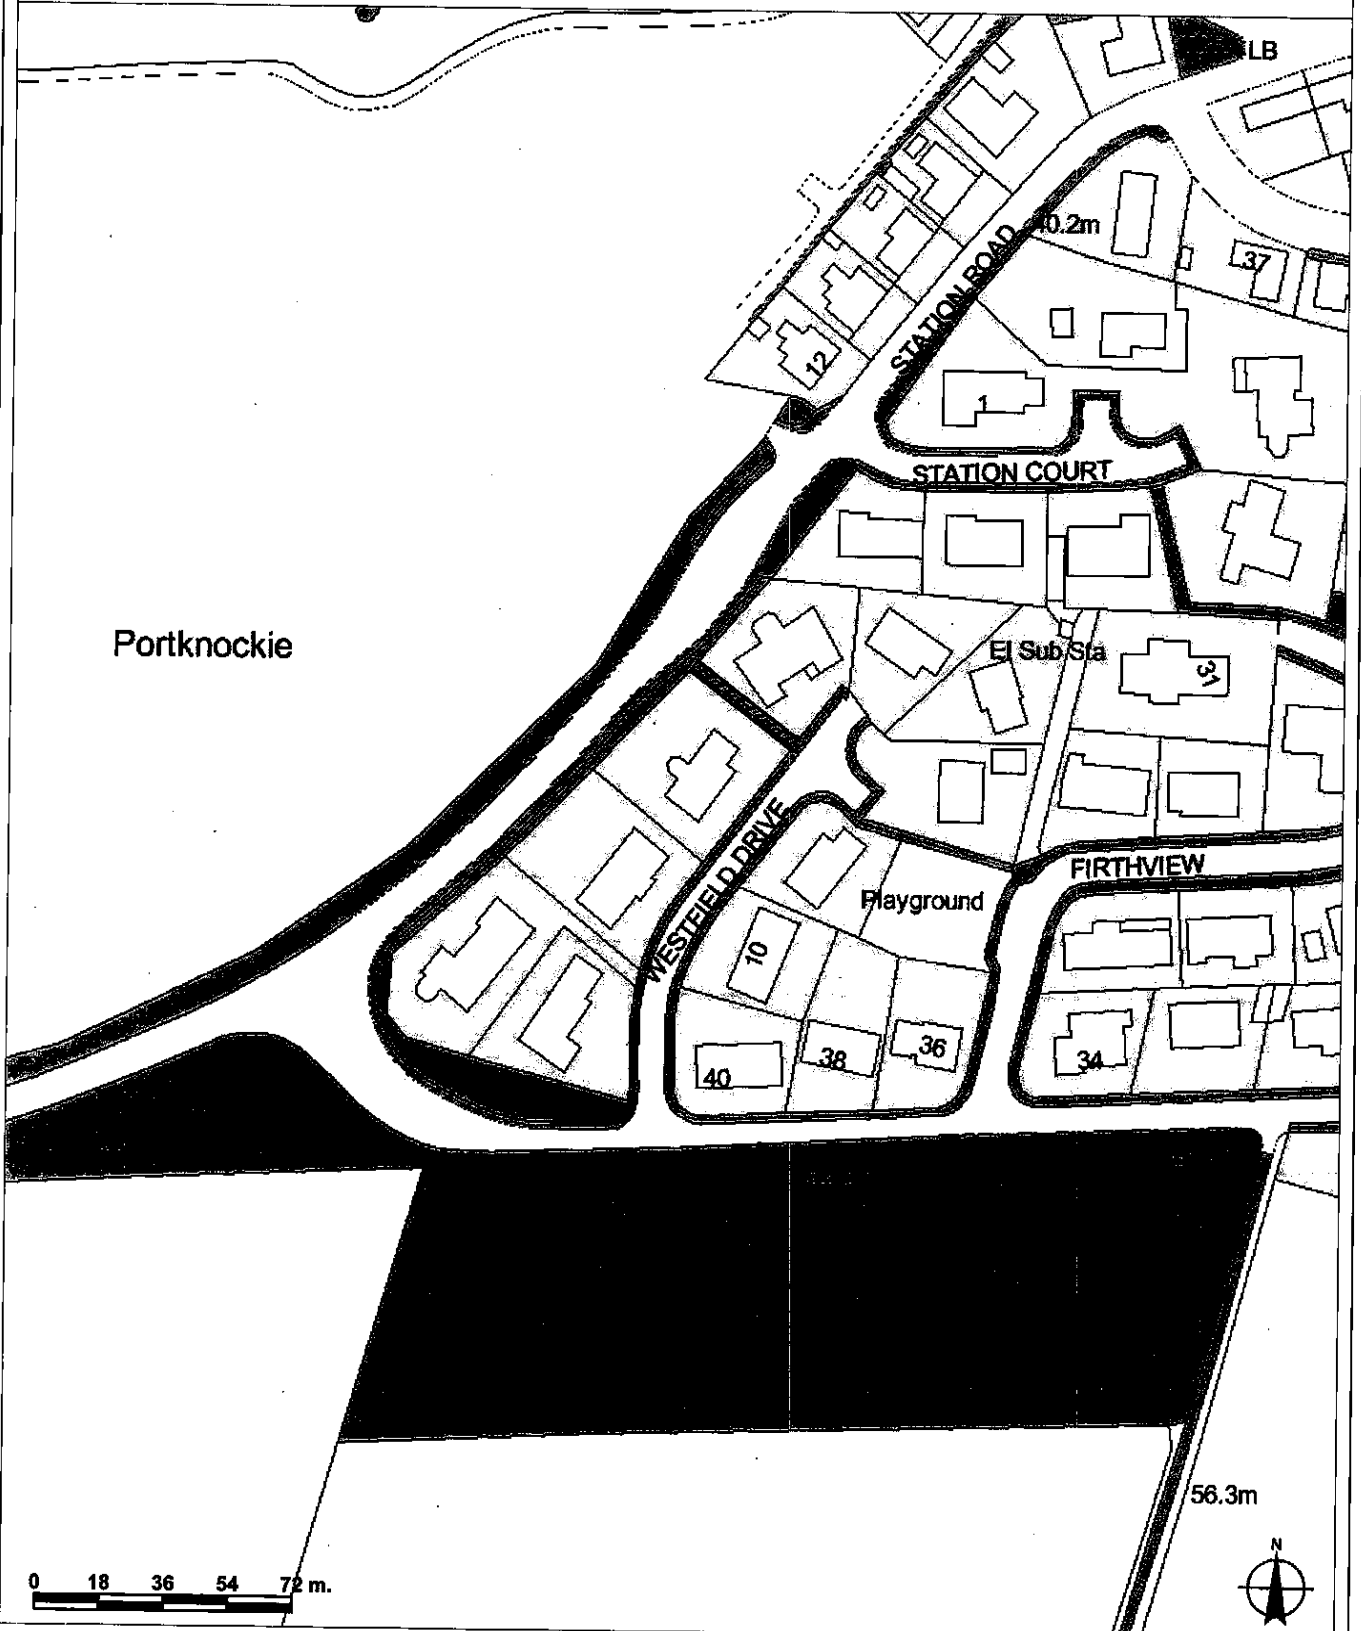 LB
40.2m
37
STATION ROAD
12
1
STATION COURT
Portknockie
El Sub Sta
31
WESTFIELD DRIVE
FIRTHVIEW
Playground
10
36
38
34
40
56.3m
N
0 18 36 54 72 m.